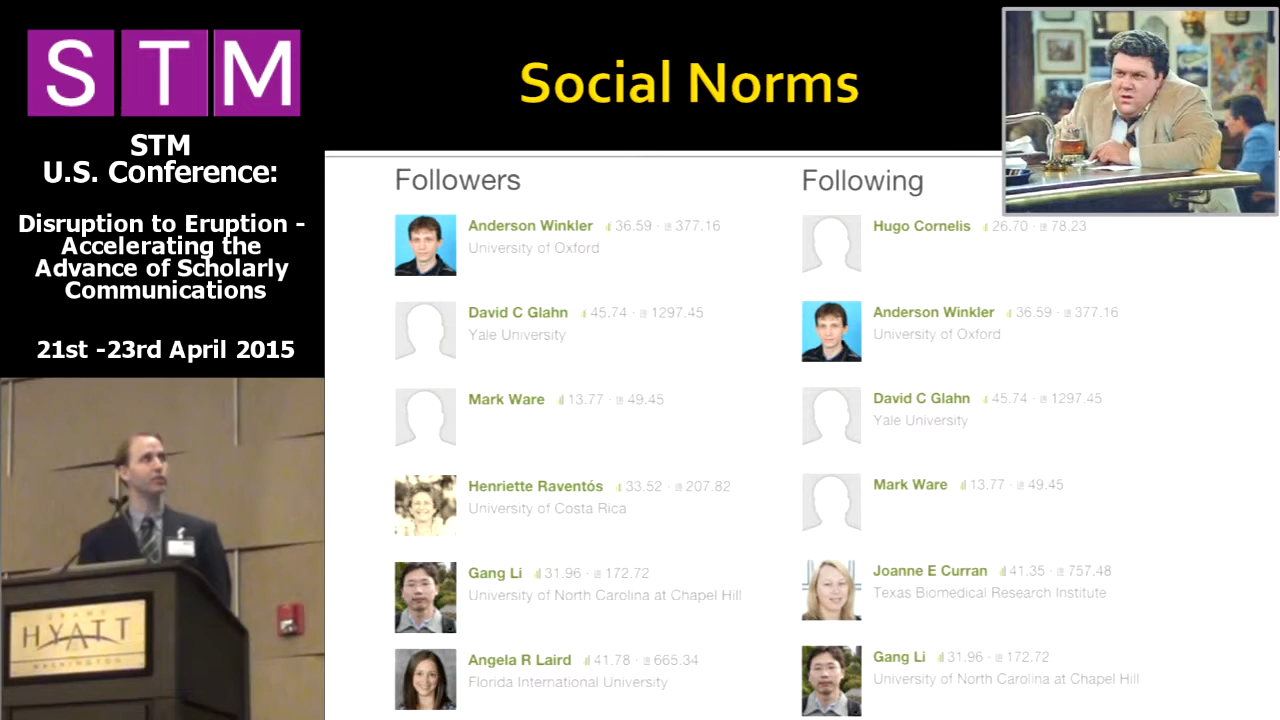 STM
STM
U.S. Conference:
Disruption to Eruption -
Accelerating the
Advance of Scholarly
Communications
21st -23rd April 2015
GRAND
HYATT
WASHINGTON
Social Norms
Followers
Anderson Winkler 36.59 · 377.16
University of Oxford
David C Glahn 45.74 · 1297.45
Yale University
Mark Ware 13.77 · 49.45
Henriette Raventós 33.52 · 207.82
University of Costa Rica
Gang Li 31.96 · 172.72
University of North Carolina at Chapel Hill
Angela R Laird 41.78 · 665.34
Florida International University
Following
Hugo Cornelis 26.70 · 78.23
Anderson Winkler 36.59 · 377.16
University of Oxford
David C Glahn 45.74 · 1297.45
Yale University
Mark Ware 13.77 · 49.45
Joanne E Curran 41.35 · 757.48
Texas Biomedical Research Institute
Gang Li 31.96 · 172.72
University of North Carolina at Chapel Hill